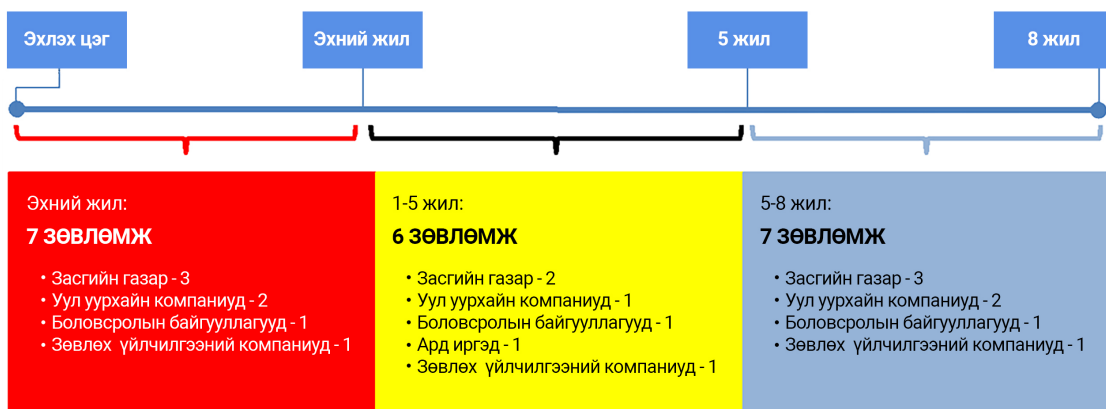 Эхлэх цэг
Эхний жил
5 жил
8 жил
Эхний жил:
7 ЗӨВЛӨМЖ
• Засгийн газар - 3
• Уул уурхайн компаниуд - 2
• Боловсролын байгууллагууд - 1
• Зөвлөх үйлчилгээний компаниуд - 1
1-5 жил:
6 ЗӨВЛӨМЖ
• Засгийн газар - 2
• Уул уурхайн компаниуд - 1
• Боловсролын байгууллагууд - 1
• Ард иргэд - 1
• Зөвлөх үйлчилгээний компаниуд - 1
5-8 жил:
7 ЗӨВЛӨМЖ
• Засгийн газар - 3
• Уул уурхайн компаниуд - 2
• Боловсролын байгууллагууд - 1
• Зөвлөх үйлчилгээний компаниуд - 1